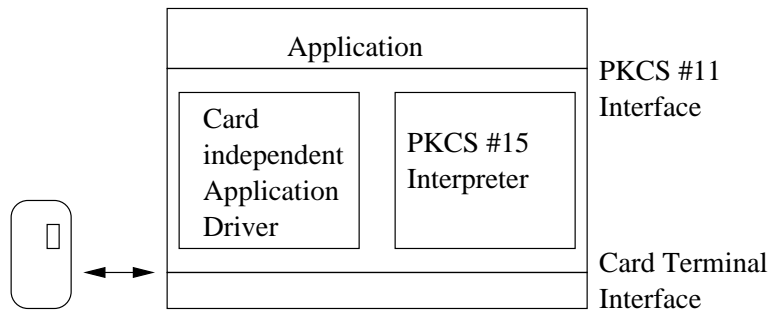 Application
PKCS #11
Interface
Card
independent
Application
Driver
PKCS #15
Interpreter
Card Terminal
Interface